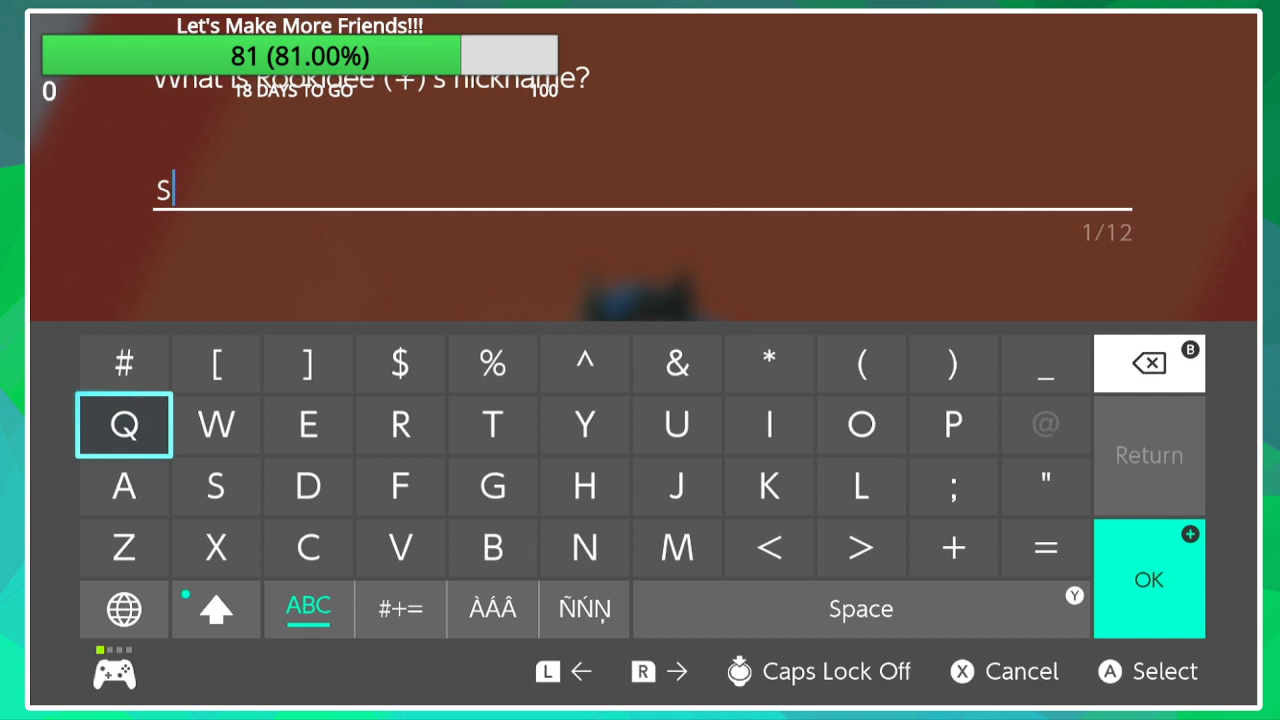 Let's Make More Friends!!!
81 (81.00%)
What is Rookidee (♀)'s nickname?
0 18 DAYS TO GO 100
S
1/12
# [ ] $ % ^ & * ( ) _ B
Q W E R T Y U I O P @ Return
A S D F G H J K L ; "
Z X C V B N M < > + = OK
ABC #+= ÀÁÂ ÑŃŅ Space Y
L ← R → Caps Lock Off X Cancel A Select